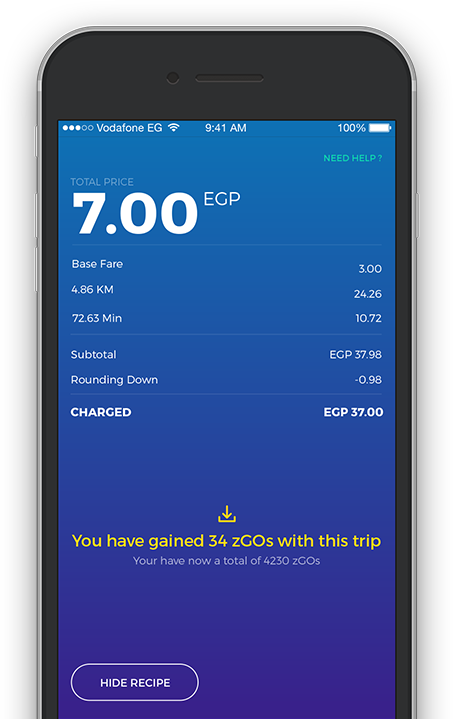 Vodafone EG 9:41 AM 100%
NEED HELP ?
TOTAL PRICE
7.00 EGP
Base Fare 3.00
4.86 KM 24.26
72.63 Min 10.72
Subtotal EGP 37.98
Rounding Down -0.98
CHARGED EGP 37.00
You have gained 34 zGOs with this trip
Your have now a total of 4230 zGOs
HIDE RECIPE